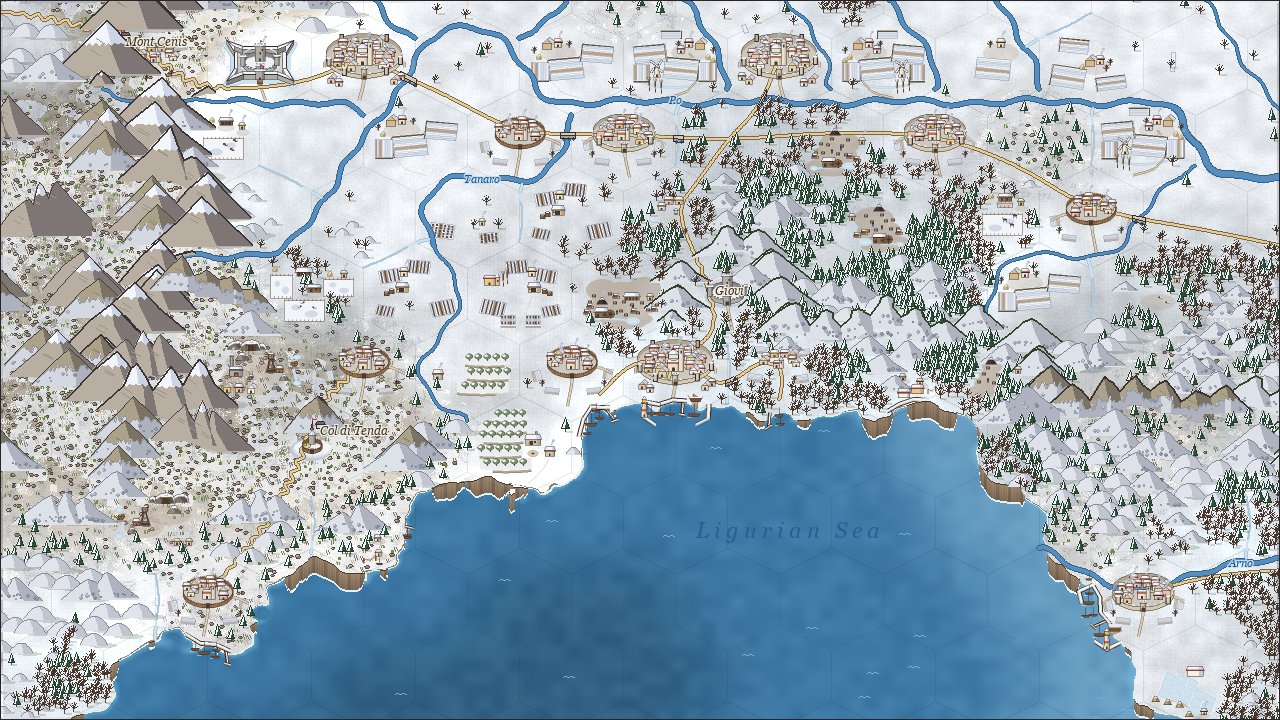 Mont Cenis
Po
Tanaro
Giovi
Col di Tenda
Ligurian Sea
Arno